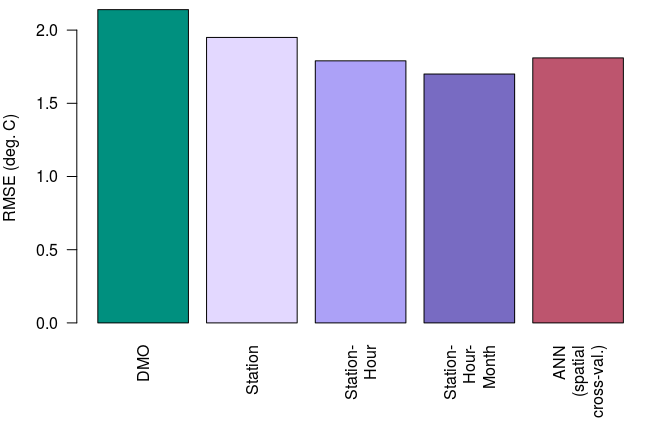 RMSE (deg. C)
2.0
1.5
1.0
0.5
0.0
DMO
Station
Station-
Hour
Station-
Hour-
Month
ANN
(spatial
cross-val.)